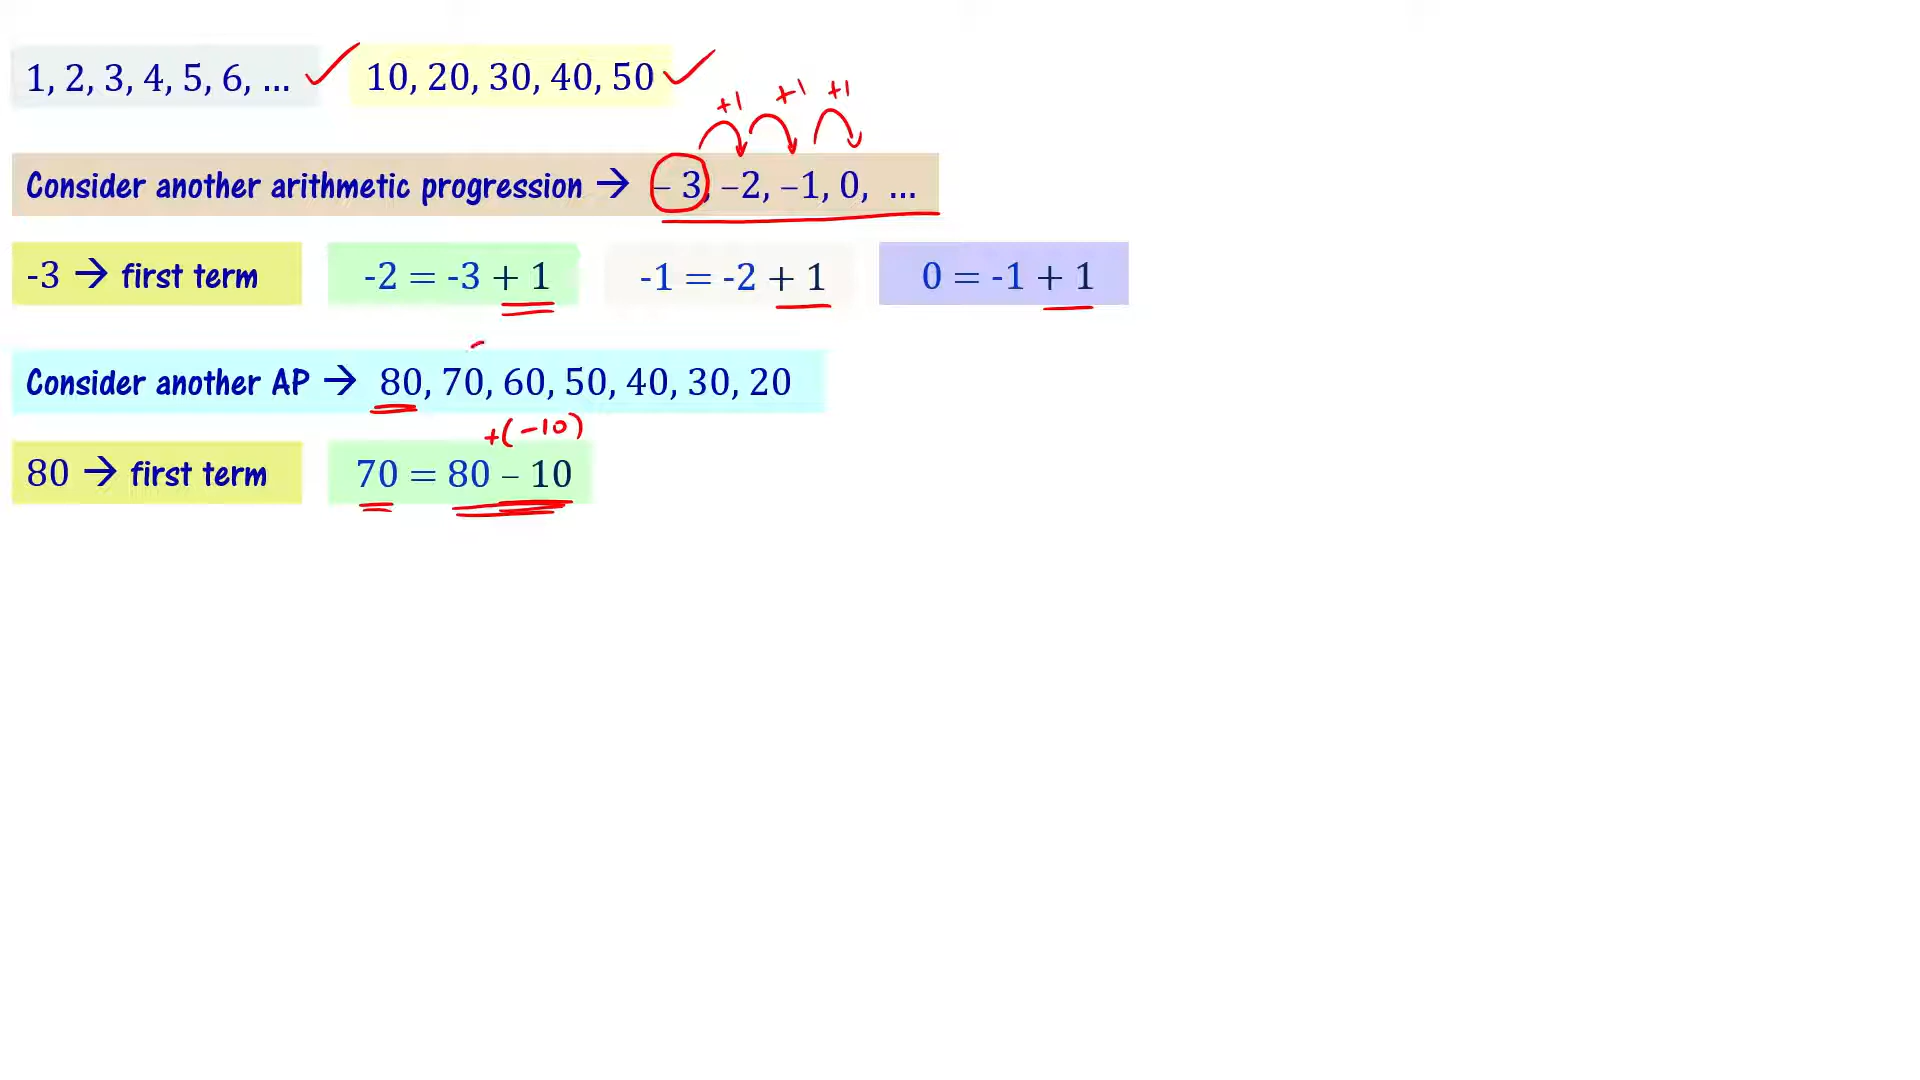 1, 2, 3, 4, 5, 6, ... 10, 20, 30, 40, 50
+1 +1 +1
Consider another arithmetic progression → – 3, –2, –1, 0, ...
-3 → first term -2 = -3 + 1 -1 = -2 + 1 0 = -1 + 1
Consider another AP → 80, 70, 60, 50, 40, 30, 20
+(-10)
80 → first term 70 = 80 – 10